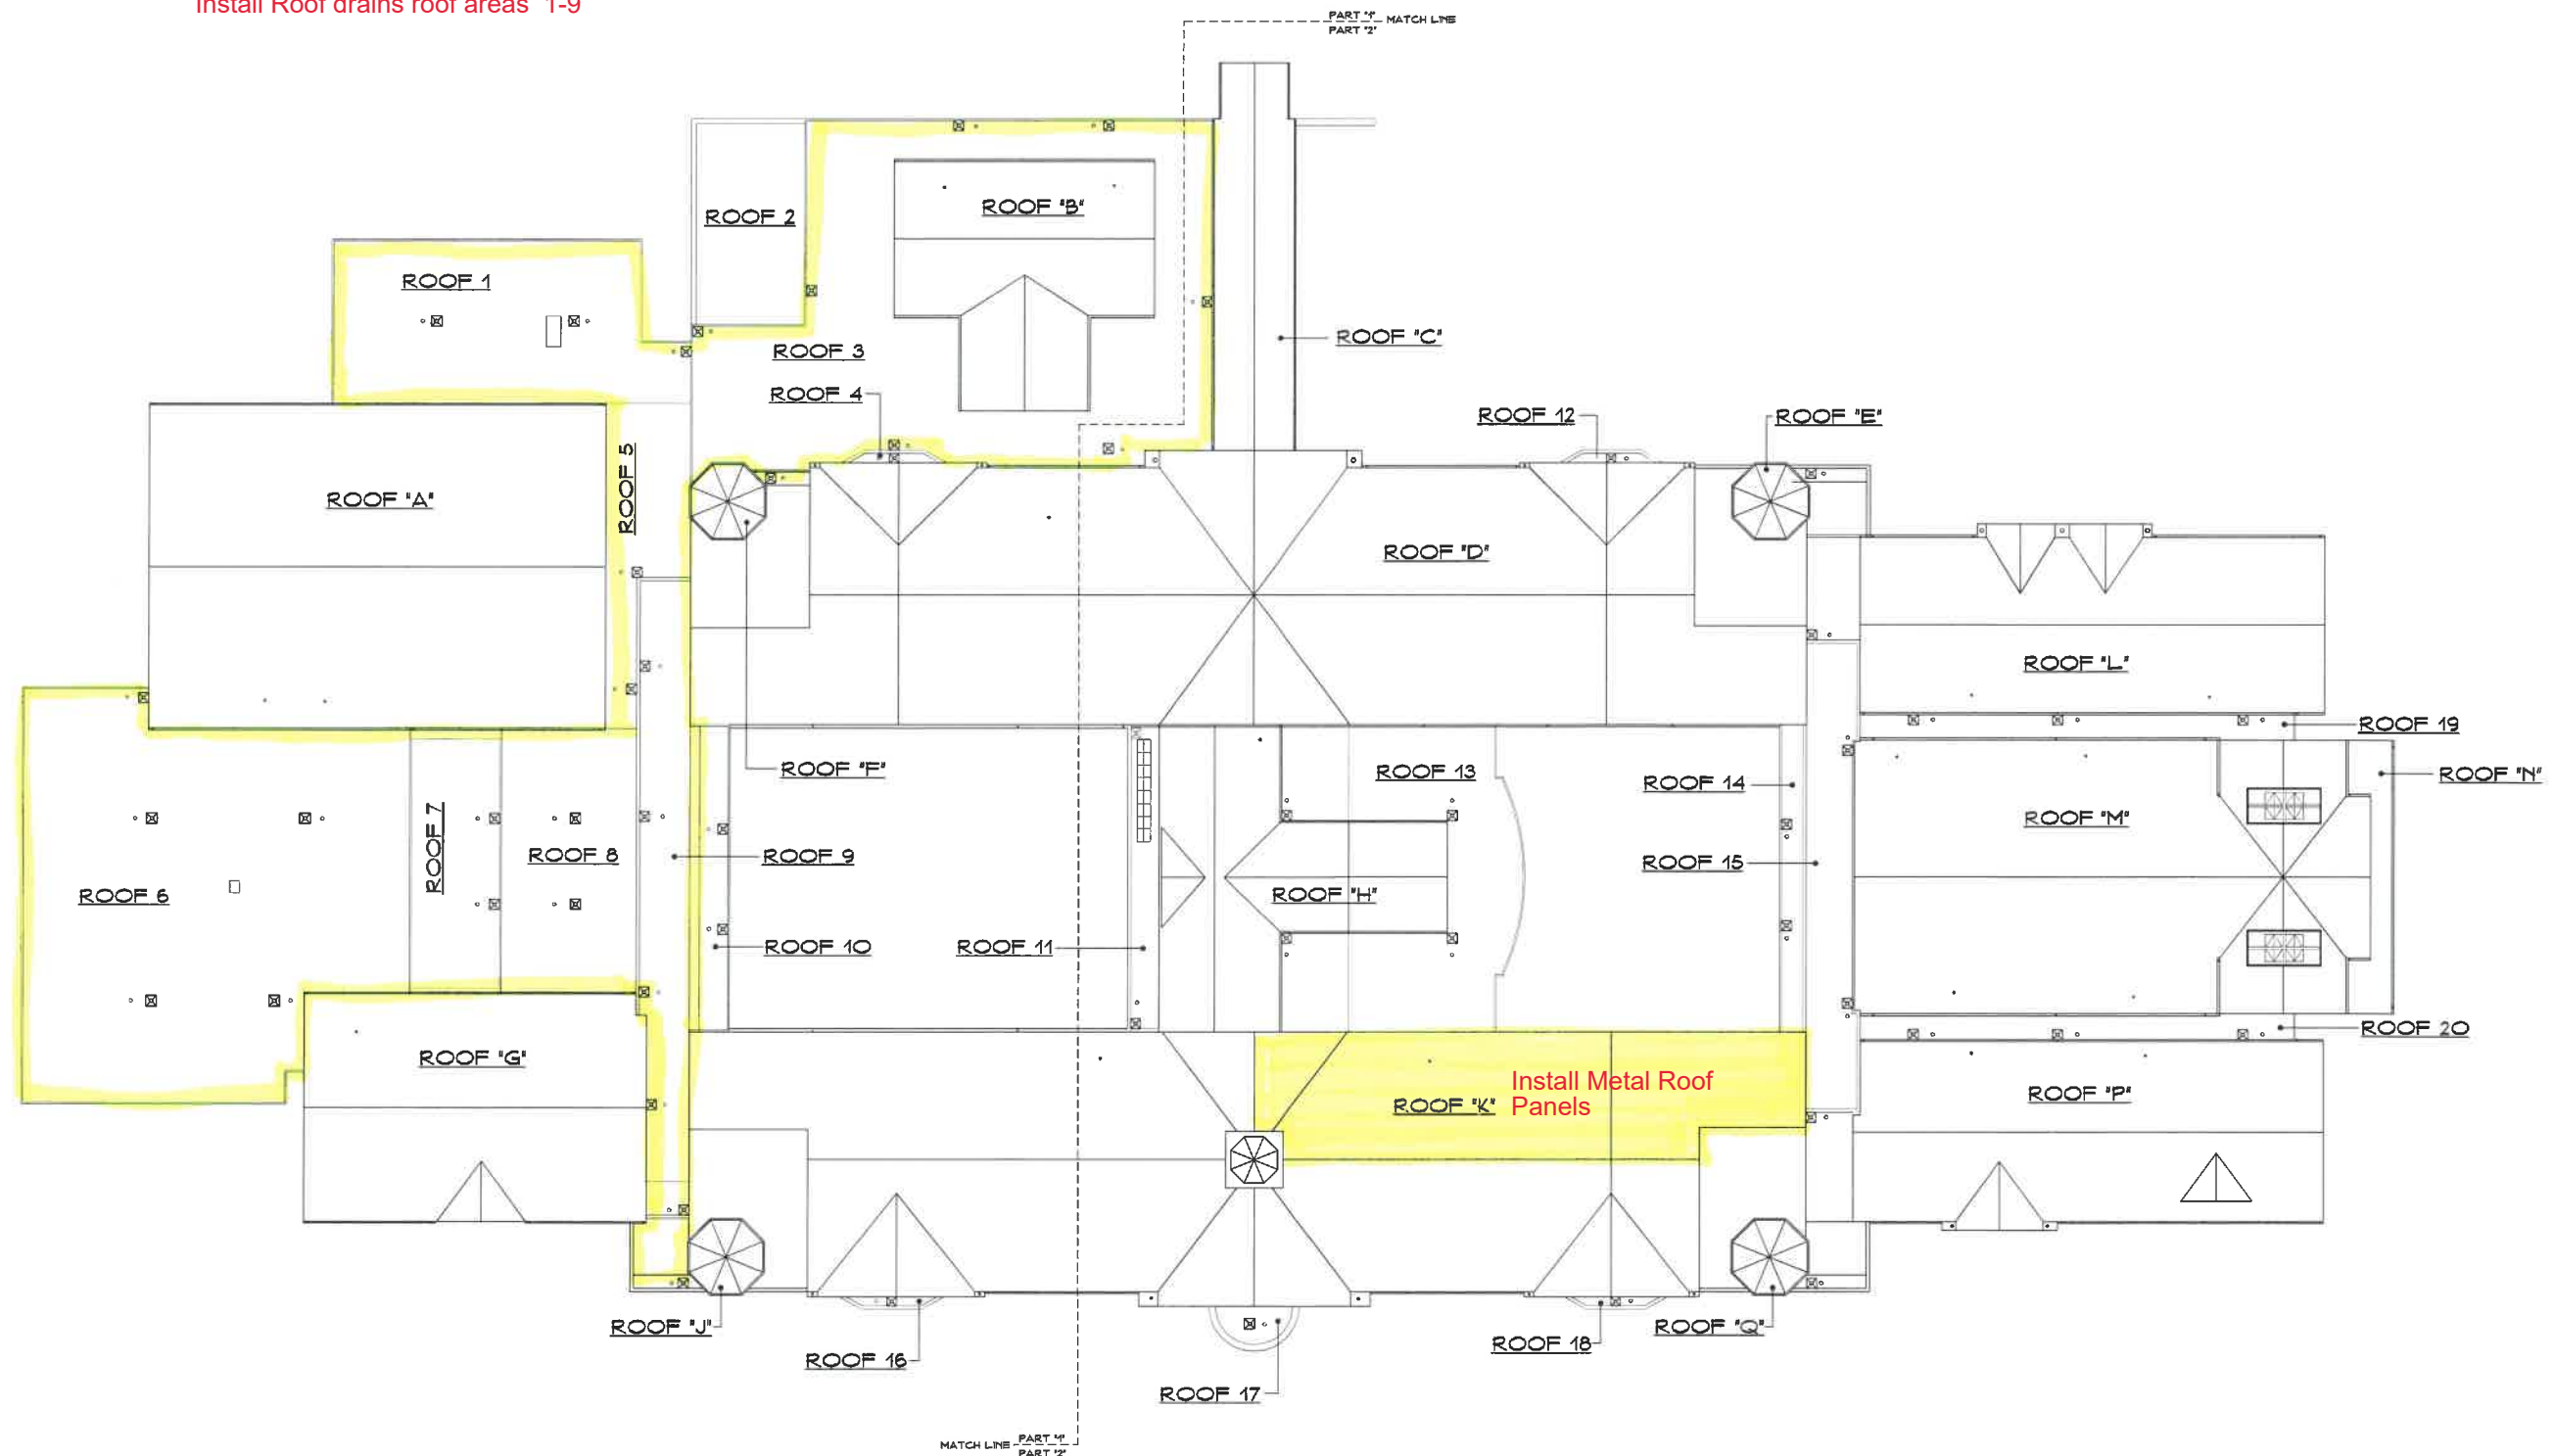 Install Roof drains roof areas 1-9
PART "1"
MATCH LINE
PART "2"
ROOF 2
ROOF "B"
ROOF 1
ROOF "C"
ROOF 3
ROOF 4
ROOF 12
ROOF "E"
ROOF 5
ROOF "A"
ROOF "D"
ROOF "L"
ROOF 19
ROOF "F"
ROOF 13
ROOF 14
ROOF "N"
ROOF "M"
ROOF 7
ROOF 8
ROOF 9
ROOF 15
ROOF 6
ROOF "H"
ROOF 10
ROOF 11
ROOF 20
ROOF "G"
Install Metal Roof
Panels
ROOF "K"
ROOF "P"
ROOF "J"
ROOF 16
ROOF 18
ROOF "Q"
ROOF 17
PART "1"
MATCH LINE
PART "2"